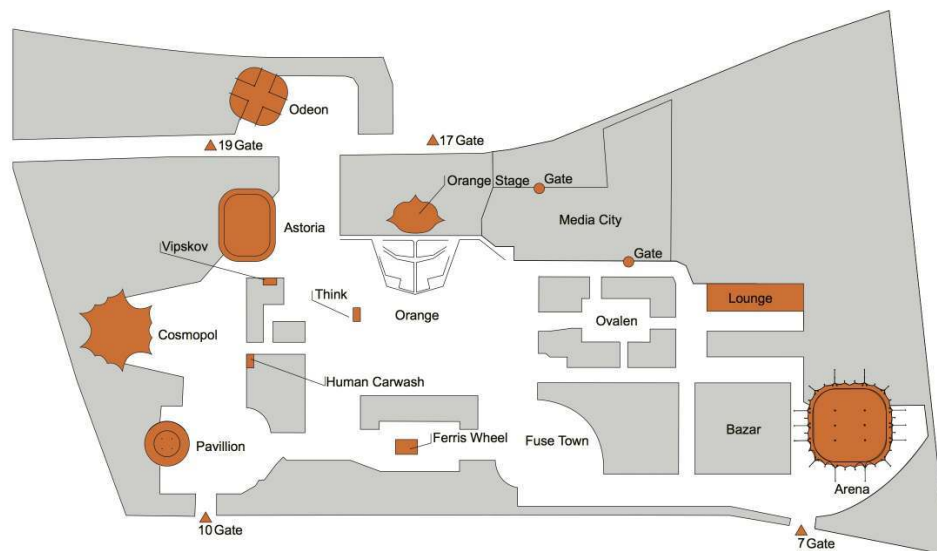 Odeon
19 Gate
17 Gate
Orange Stage
Gate
Media City
Astoria
Vipskov
Gate
Think
Lounge
Orange
Ovalen
Cosmopol
Human Carwash
Bazar
Pavillion
Ferris Wheel
Fuse Town
Arena
10 Gate
7 Gate